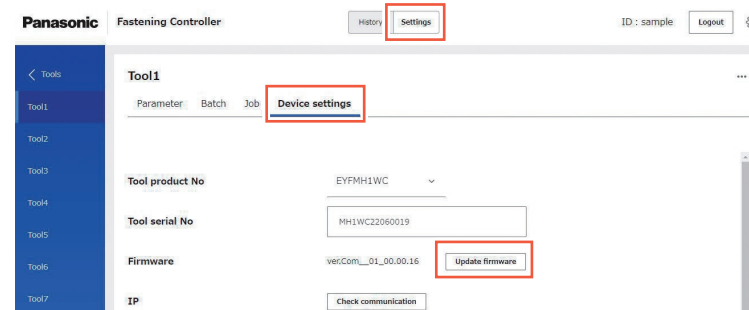 Panasonic Fastening Controller History Settings ID : sample Logout
Tools
Tool1
Tool1
Parameter Batch Job Device settings
Tool2
Tool3
Tool product No EYFMH1WC
Tool4
Tool serial No MH1WC22060019
Tool5
Firmware ver.Com__01_00.00.16 Update firmware
Tool6
Tool7
IP Check communication